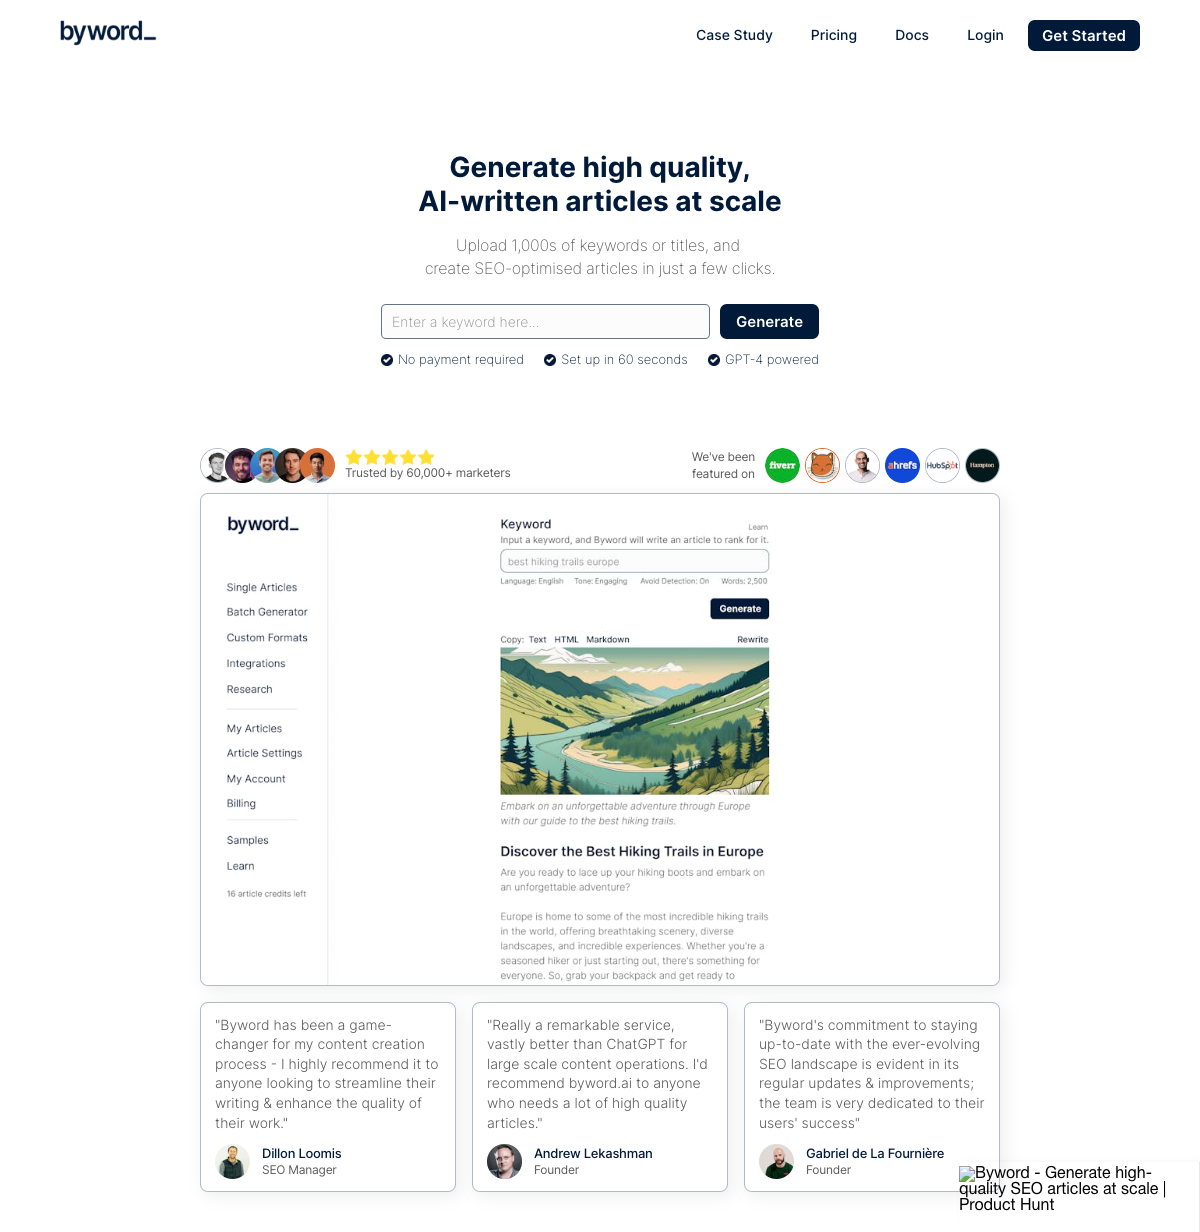 byword_
Case Study
Pricing
Docs
Login
Get Started
Generate high quality,
AI-written articles at scale
Upload 1,000s of keywords or titles, and
create SEO-optimised articles in just a few clicks.
Enter a keyword here...
Generate
No payment required
Set up in 60 seconds
GPT-4 powered
Trusted by 60,000+ marketers
We've been
featured on
fiverr
ahrefs
HubSpot
Hampton
byword_
Single Articles
Batch Generator
Custom Formats
Integrations
Research
My Articles
Article Settings
My Account
Billing
Samples
Learn
16 article credits left
Keyword
Learn
Input a keyword, and Byword will write an article to rank for it.
best hiking trails europe
Language: English Tone: Engaging Avoid Detection: On Words: 2,500
Generate
Copy: Text HTML Markdown
Rewrite
Embark on an unforgettable adventure through Europe
with our guide to the best hiking trails.
Discover the Best Hiking Trails in Europe
Are you ready to lace up your hiking boots and embark on
an unforgettable adventure?
Europe is home to some of the most incredible hiking trails
in the world, offering breathtaking scenery, diverse
landscapes, and incredible experiences. Whether you're a
seasoned hiker or just starting out, there's something for
everyone. So, grab your backpack and get ready to
"Byword has been a game-
changer for my content creation
process - I highly recommend it to
anyone looking to streamline their
writing & enhance the quality of
their work."
Dillon Loomis
SEO Manager
"Really a remarkable service,
vastly better than ChatGPT for
large scale content operations. I'd
recommend byword.ai to anyone
who needs a lot of high quality
articles."
Andrew Lekashman
Founder
"Byword's commitment to staying
up-to-date with the ever-evolving
SEO landscape is evident in its
regular updates & improvements;
the team is very dedicated to their
users' success"
Gabriel de La Fournière
Founder
Byword - Generate high-
quality SEO articles at scale |
Product Hunt